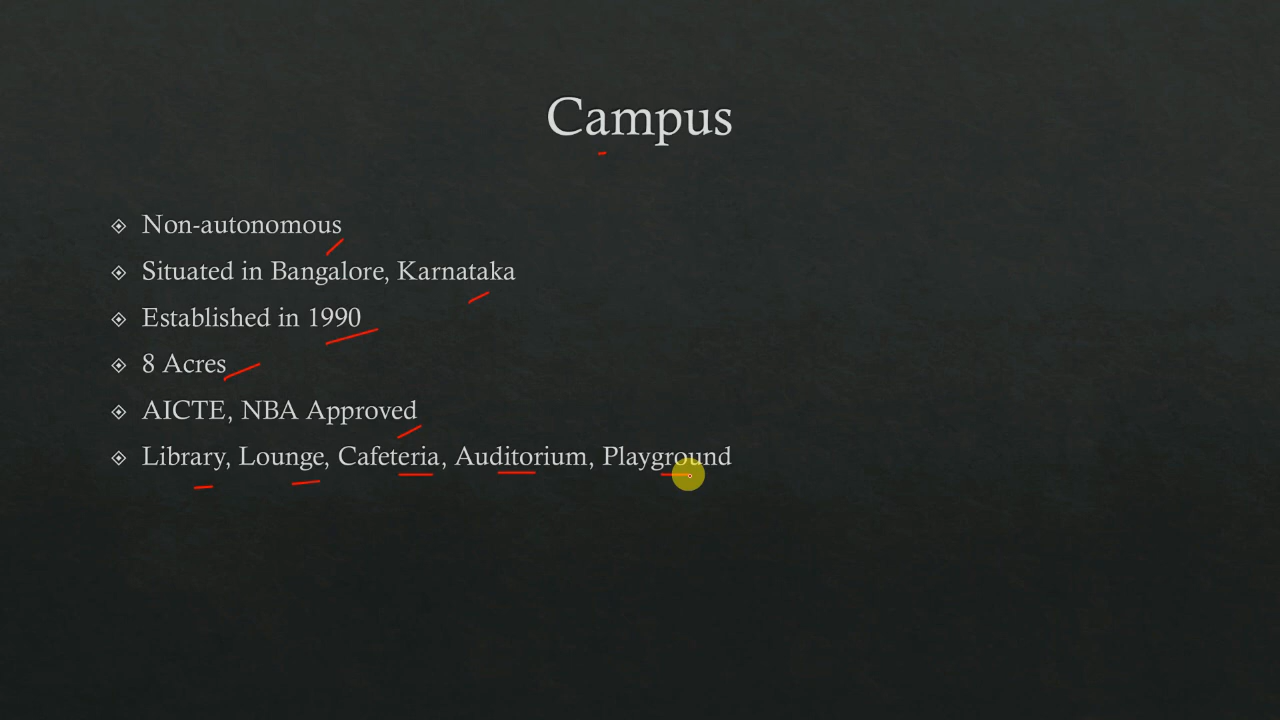 Campus
Non-autonomous
Situated in Bangalore, Karnataka
Established in 1990
8 Acres
AICTE, NBA Approved
Library, Lounge, Cafeteria, Auditorium, Playground